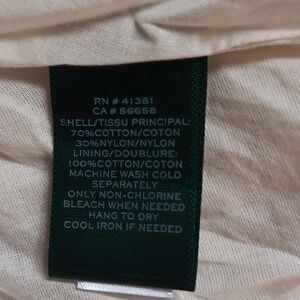 RN # 41381
CA # 56658
SHELL/TISSU PRINCIPAL:
70%COTTON/COTON
30%NYLON/NYLON
LINING/DOUBLURE:
100%COTTON/COTON
MACHINE WASH COLD
SEPARATELY
ONLY NON-CHLORINE
BLEACH WHEN NEEDED
HANG TO DRY
COOL IRON IF NEEDED